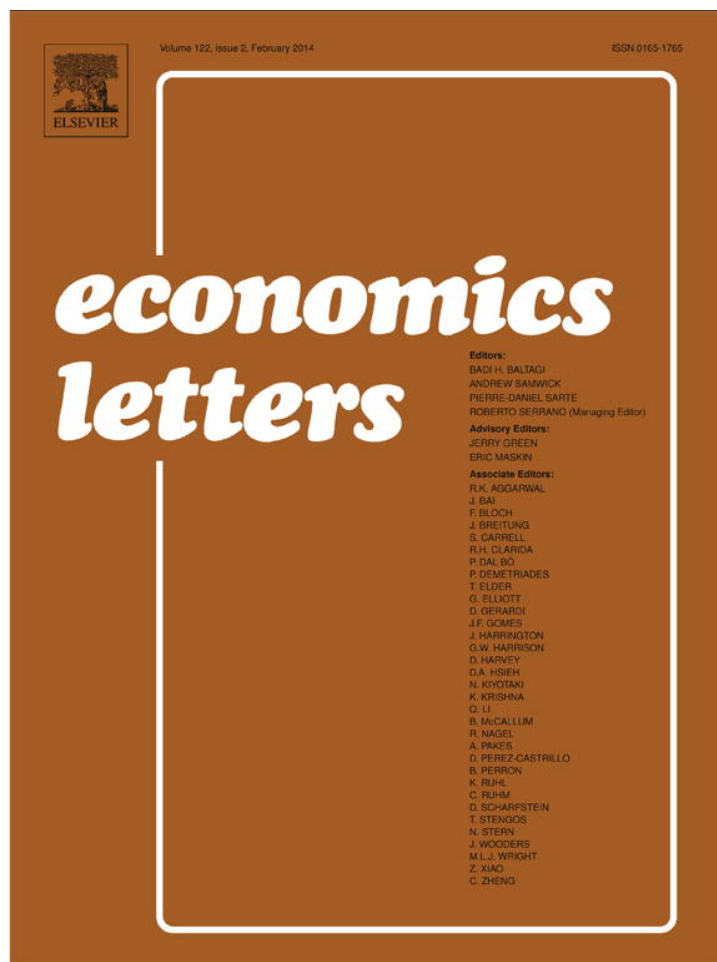 Volume 122, issue 2, February 2014
ISSN 0165-1765
ELSEVIER
economics
letters
Editors:
BADI H. BALTAGI
ANDREW SAMWICK
PIERRE-DANIEL SARTE
ROBERTO SERRANO (Managing Editor)
Advisory Editors:
JERRY GREEN
ERIC MASKIN
Associate Editors:
R.K. AGGARWAL
J. BAI
F. BLOCH
J. BREITUNG
S. CARRELL
R.H. CLARIDA
P. DAL BÓ
P. DEMETRIADES
T. ELDER
G. ELLIOTT
D. GERARDI
J.F. GOMES
J. HARRINGTON
G.W. HARRISON
D. HARVEY
D.A. HSIEH
N. KIYOTAKI
K. KRISHNA
Q. LI
B. McCALLUM
R. NAGEL
A. PAKES
D. PEREZ-CASTRILLO
B. PERRON
K. RUHL
C. RUHM
D. SCHARFSTEIN
T. STENGOS
N. STERN
J. WOODERS
M.L.J. WRIGHT
Z. XIAO
C. ZHENG